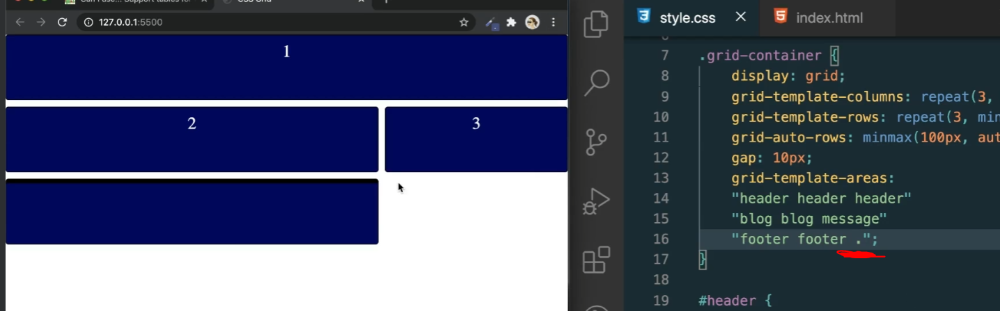 Can I use... Support tables for
CSS Grid
127.0.0.1:5500
1
2
3
style.css
index.html
7 .grid-container {
8 display: grid;
9 grid-template-columns: repeat(3,
10 grid-template-rows: repeat(3, min
11 grid-auto-rows: minmax(100px, aut
12 gap: 10px;
13 grid-template-areas:
14 "header header header"
15 "blog blog message"
16 "footer footer .";
17 }
18
19 #header {